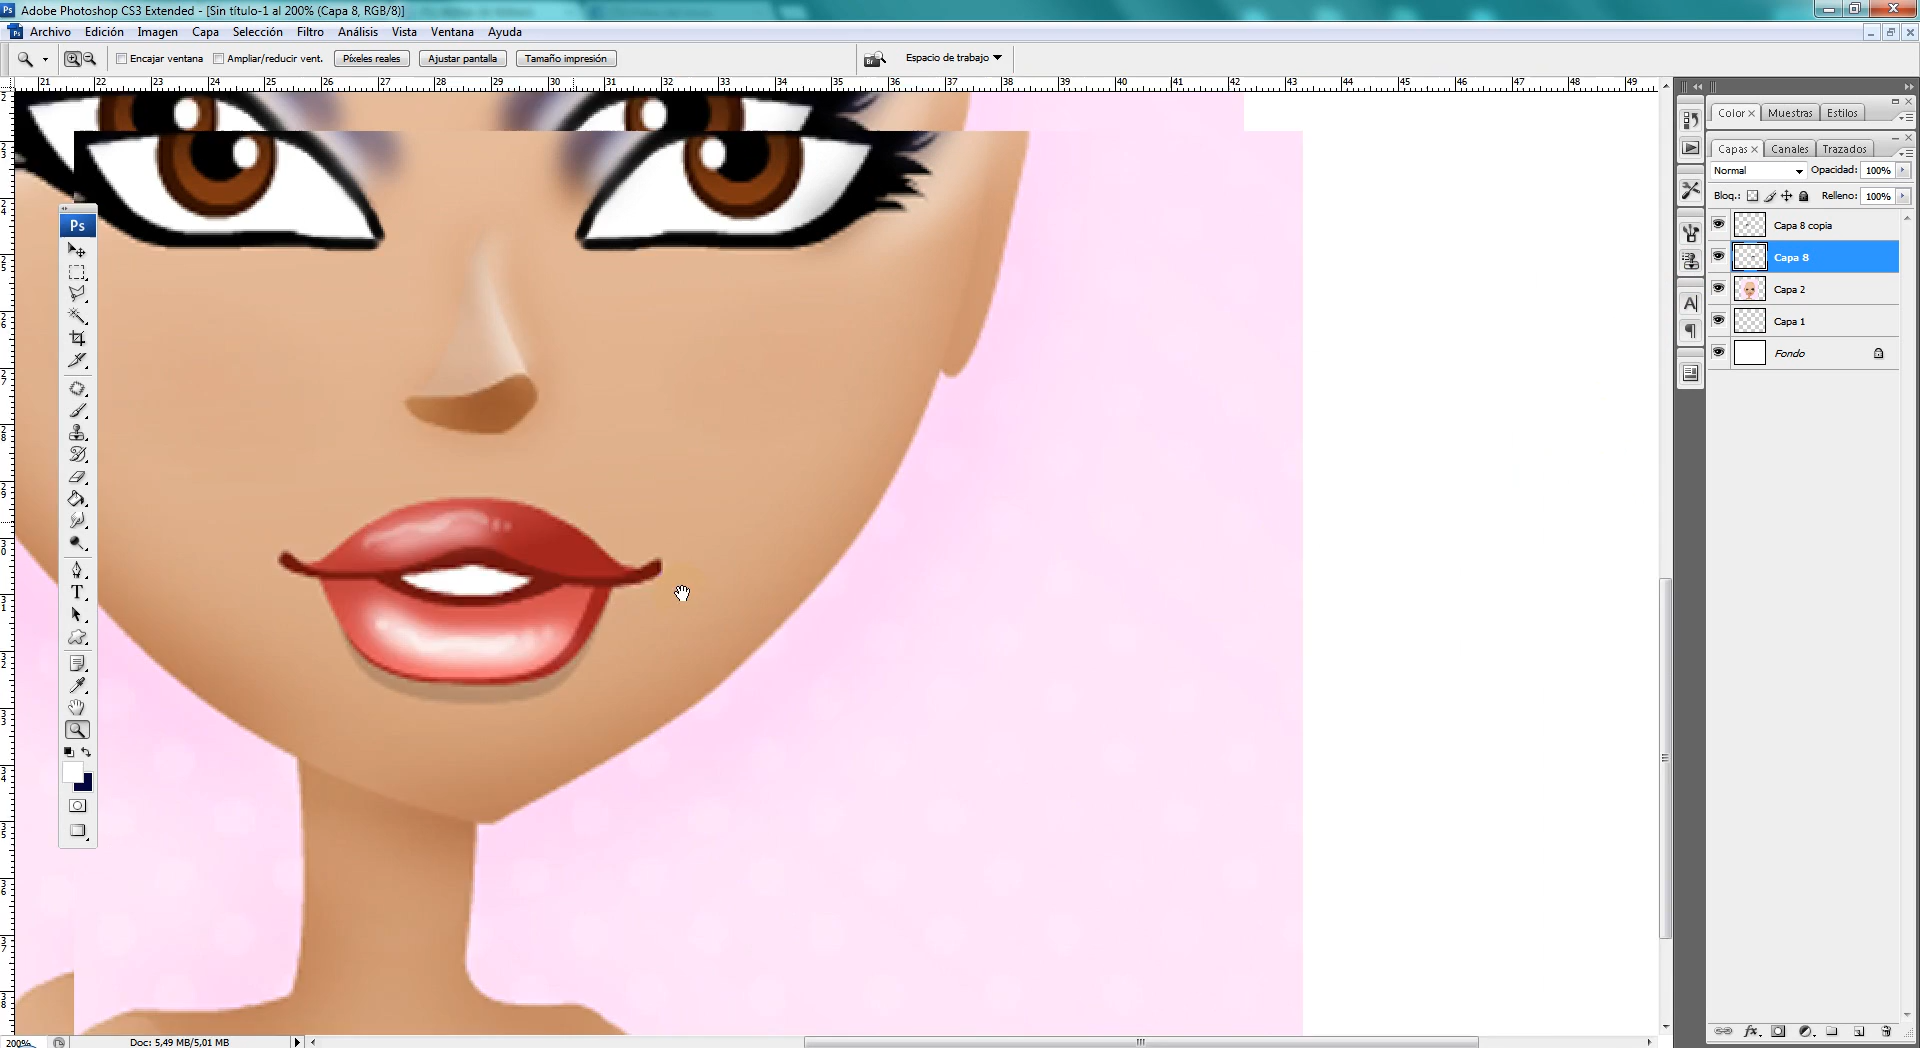 Adobe Photoshop CS3 Extended - [Sin título-1 al 200% (Capa 8, RGB/8)]
Archivo Edición Imagen Capa Selección Filtro Análisis Vista Ventana Ayuda
Encajar ventana Ampliar/reducir vent. Píxeles reales Ajustar pantalla Tamaño impresión Espacio de trabajo
21 22 23 24 25 26 27 28 29 30 31 32 33 34 35 36 37 38 39 40 41 42 43 44 45 46 47 48 49
Color Muestras Estilos
Capas Canales Trazados
Normal Opacidad: 100%
Bloq.: Relleno: 100%
Capa 8 copia
Capa 8
Capa 2
Capa 1
Fondo
Ps
200% Doc: 5,49 MB/5,01 MB